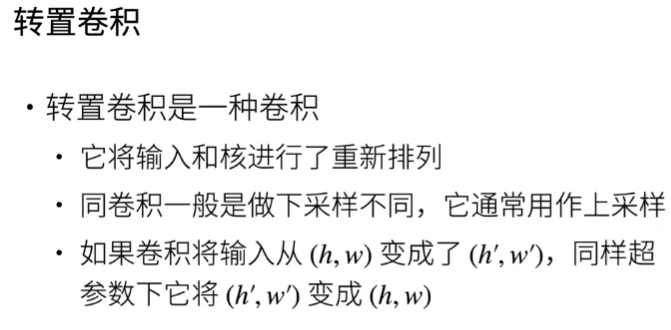 转置卷积
• 转置卷积是一种卷积
• 它将输入和核进行了重新排列
• 同卷积一般是做下采样不同，它通常用作上采样
• 如果卷积将输入从 (h, w) 变成了 (h′, w′)，同样超
参数下它将 (h′, w′) 变成 (h, w)